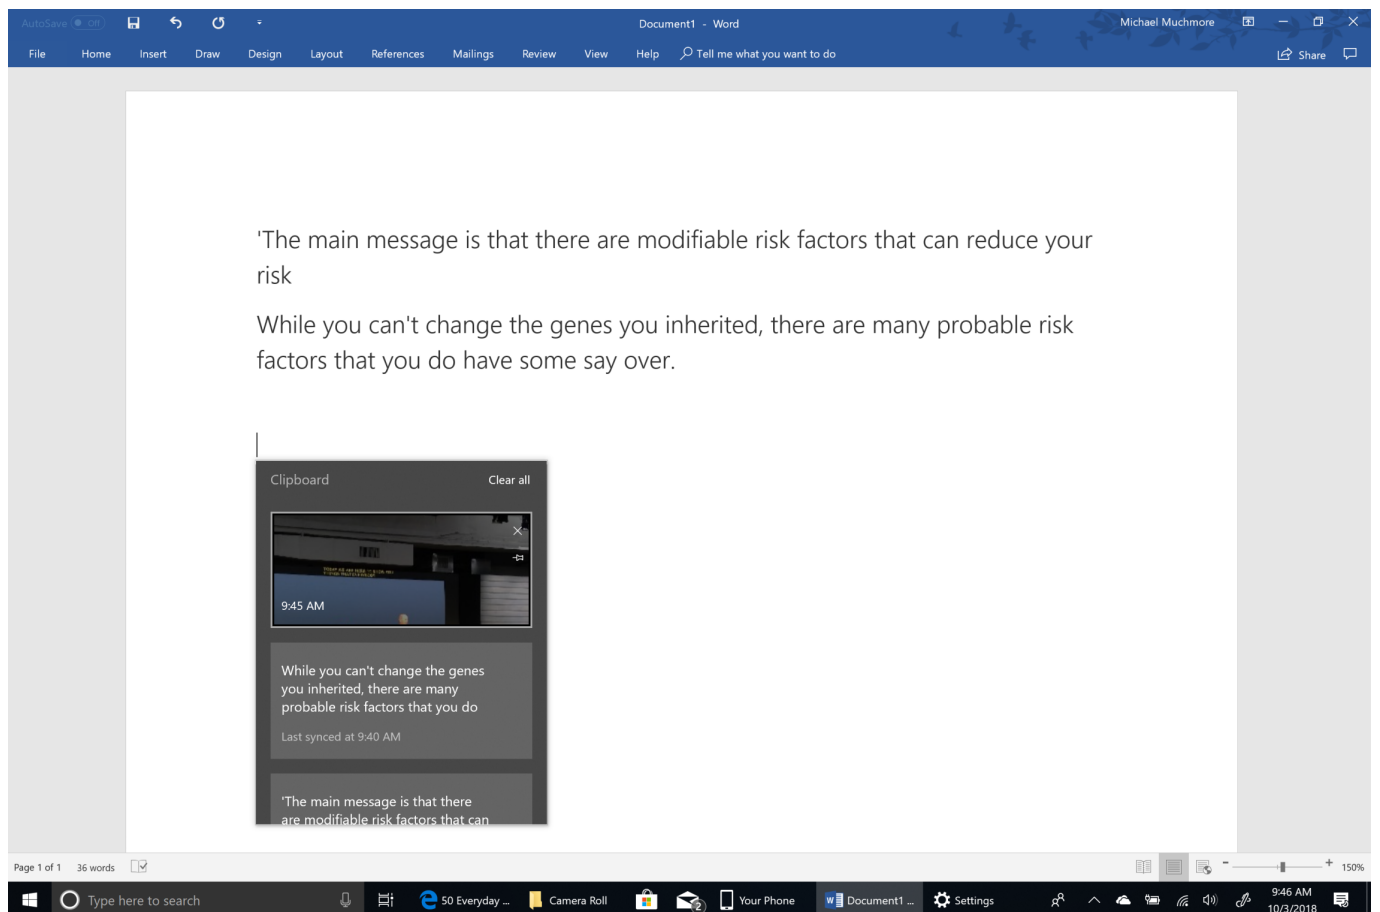 AutoSave Off
Document1 - Word
Michael Muchmore
File Home Insert Draw Design Layout References Mailings Review View Help Tell me what you want to do
Share
'The main message is that there are modifiable risk factors that can reduce your
risk
While you can't change the genes you inherited, there are many probable risk
factors that you do have some say over.
Clipboard Clear all
9:45 AM
While you can't change the genes
you inherited, there are many
probable risk factors that you do
Last synced at 9:40 AM
'The main message is that there
are modifiable risk factors that can
Page 1 of 1 36 words
150%
Type here to search
50 Everyday ...
Camera Roll
2
Your Phone
Document1 ...
Settings
9:46 AM
10/3/2018